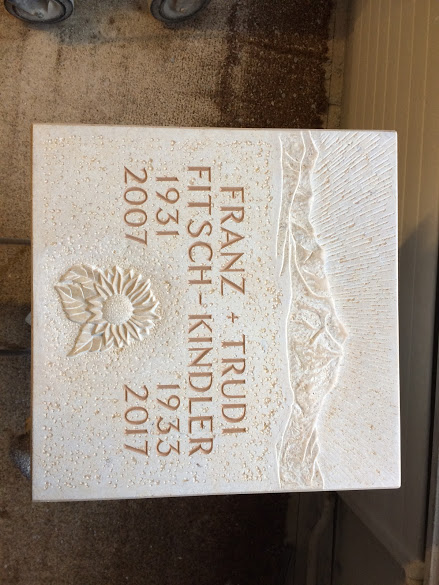 FRANZ + TRUDI
FITSCH-KINDLER
1931 1933
2007 2017